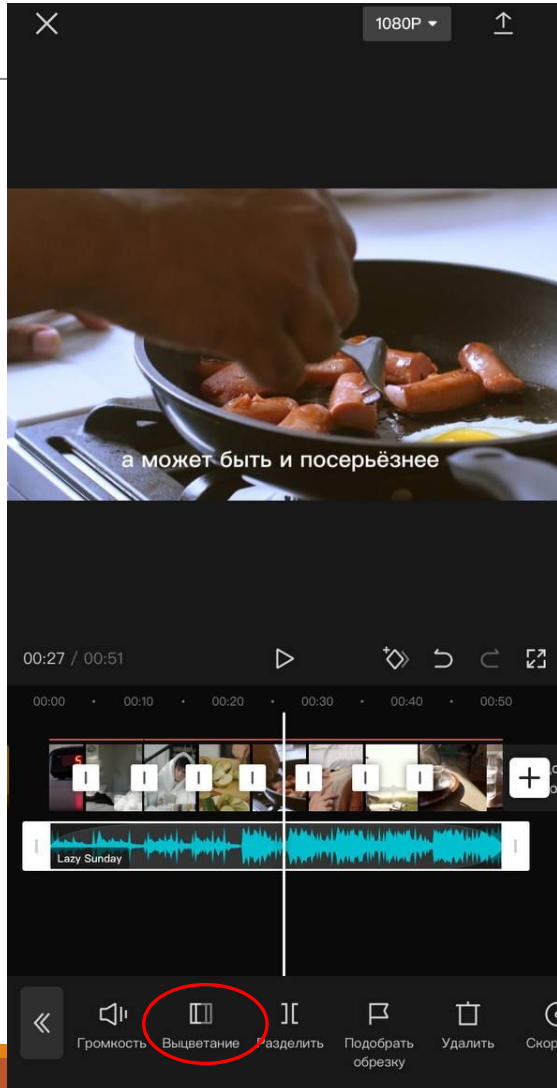 1080P
а может быть и посерьёзнее
00:27 / 00:51
00:00 00:10 00:20 00:30 00:40 00:50
Lazy Sunday
Громкость Выцветание Разделить Подобрать обрезку Удалить